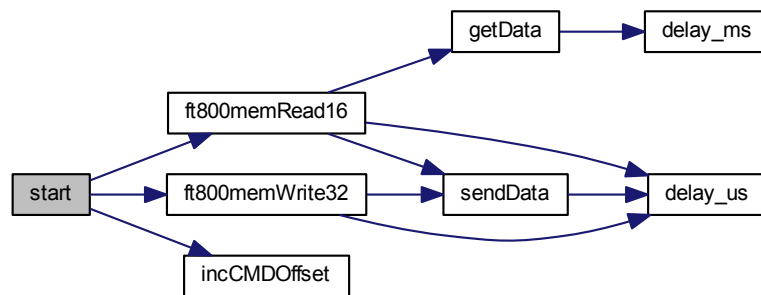 getData
delay_ms
ft800memRead16
start
ft800memWrite32
sendData
delay_us
incCMDOffset